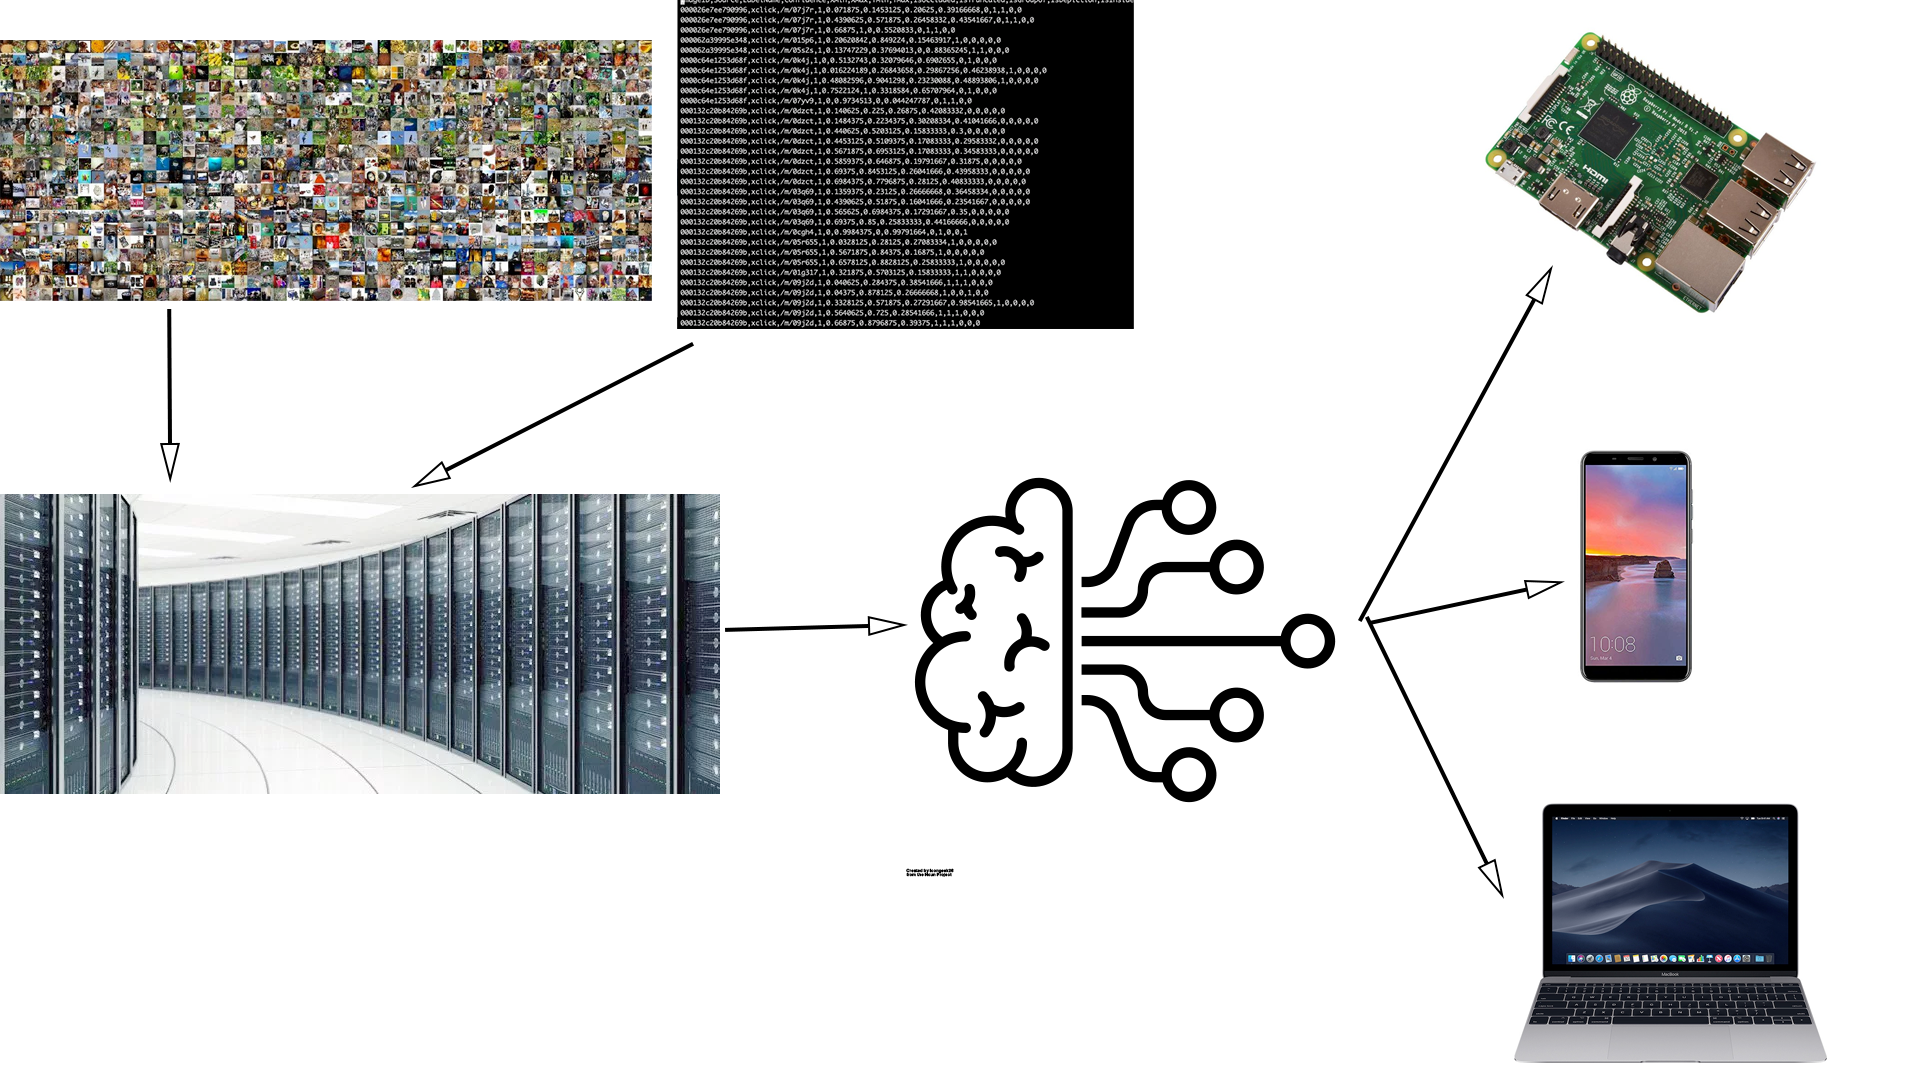 000026e7ee790996,xclick,/m/07j7r,1,0.071875,0.1453125,0.20625,0.39166668,0,1,1,0,0
000026e7ee790996,xclick,/m/07j7r,1,0.4390625,0.571875,0.26458332,0.43541667,0,1,1,0,0
000026e7ee790996,xclick,/m/07j7r,1,0.66875,1,0,0.5520833,0,1,1,0,0
000062a39995e348,xclick,/m/015p6,1,0.20620842,0.849224,0.15463917,1,0,0,0,0,0
000062a39995e348,xclick,/m/05s2s,1,0.13747229,0.37694013,0,0.88365245,1,1,0,0,0
0000c64e1253d68f,xclick,/m/0k4j,1,0,0.5132743,0.32079646,0.6902655,0,1,0,0,0
0000c64e1253d68f,xclick,/m/0k4j,1,0.016224189,0.26843658,0.29867256,0.46238938,1,0,0,0,0
0000c64e1253d68f,xclick,/m/0k4j,1,0.48082596,0.9041298,0.23230088,0.48893806,1,0,0,0,0
0000c64e1253d68f,xclick,/m/0k4j,1,0.7522124,1,0.3318584,0.65707964,0,1,0,0,0
0000c64e1253d68f,xclick,/m/07yv9,1,0,0.9734513,0,0.044247787,0,1,1,0,0
000132c20b84269b,xclick,/m/0dzct,1,0.140625,0.225,0.26875,0.42083332,0,0,0,0,0
000132c20b84269b,xclick,/m/0dzct,1,0.1484375,0.2234375,0.30208334,0.41041666,0,0,0,0,0
000132c20b84269b,xclick,/m/0dzct,1,0.440625,0.5203125,0.15833333,0.3,0,0,0,0,0
000132c20b84269b,xclick,/m/0dzct,1,0.4453125,0.5109375,0.17083333,0.29583332,0,0,0,0,0
000132c20b84269b,xclick,/m/0dzct,1,0.5671875,0.6953125,0.17083333,0.34583333,0,0,0,0,0
000132c20b84269b,xclick,/m/0dzct,1,0.5859375,0.646875,0.19791667,0.31875,0,0,0,0,0
000132c20b84269b,xclick,/m/0dzct,1,0.69375,0.8453125,0.26041666,0.43958333,0,0,0,0,0
000132c20b84269b,xclick,/m/0dzct,1,0.6984375,0.7796875,0.28125,0.40833333,0,0,0,0,0
000132c20b84269b,xclick,/m/03q69,1,0.1359375,0.23125,0.26666668,0.36458334,0,0,0,0,0
000132c20b84269b,xclick,/m/03q69,1,0.4390625,0.51875,0.16041666,0.23541667,0,0,0,0,0
000132c20b84269b,xclick,/m/03q69,1,0.565625,0.6984375,0.17291667,0.35,0,0,0,0,0
000132c20b84269b,xclick,/m/03q69,1,0.69375,0.85,0.25833333,0.44166666,0,0,0,0,0
000132c20b84269b,xclick,/m/0cgh4,1,0,0.9984375,0,0.99791664,0,1,0,0,1
000132c20b84269b,xclick,/m/05r655,1,0.0328125,0.28125,0.27083334,1,0,0,0,0,0
000132c20b84269b,xclick,/m/05r655,1,0.5671875,0.84375,0.16875,1,0,0,0,0,0
000132c20b84269b,xclick,/m/05r655,1,0.6578125,0.8828125,0.25833333,1,0,0,0,0,0
000132c20b84269b,xclick,/m/01g317,1,0.321875,0.5703125,0.15833333,1,1,0,0,0,0
000132c20b84269b,xclick,/m/09j2d,1,0.040625,0.284375,0.38541666,1,1,1,0,0,0
000132c20b84269b,xclick,/m/09j2d,1,0.04375,0.878125,0.26666668,1,0,0,1,0,0
000132c20b84269b,xclick,/m/09j2d,1,0.3328125,0.571875,0.27291667,0.98541665,1,0,0,0,0
000132c20b84269b,xclick,/m/09j2d,1,0.5640625,0.725,0.28541666,1,1,1,0,0,0
000132c20b84269b,xclick,/m/09j2d,1,0.66875,0.8796875,0.39375,1,1,1,0,0,0
Raspberry Pi 3 Model B V1.2
FC CE
HDMI
ETHERNET
10:08
Sun, Mar 4
Created by Icongeek26
from the Noun Project
MacBook